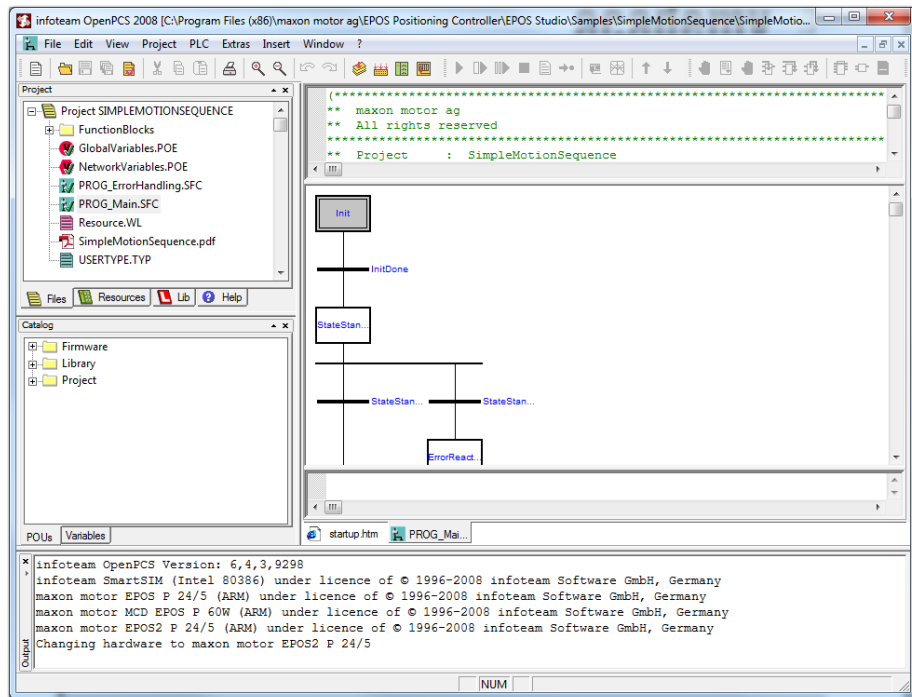 infoteam OpenPCS 2008 [C:\Program Files (x86)\maxon motor ag\EPOS Positioning Controller\EPOS Studio\Samples\SimpleMotionSequence\SimpleMotio...
File Edit View Project PLC Extras Insert Window ?
Project
Project SIMPLEMOTIONSEQUENCE
FunctionBlocks
GlobalVariables.POE
NetworkVariables.POE
PROG_ErrorHandling.SFC
PROG_Main.SFC
Resource.WL
SimpleMotionSequence.pdf
USERTYPE.TYP
Files Resources Lib Help
Catalog
Firmware
Library
Project
POUs Variables
** maxon motor ag
** All rights reserved
** Project : SimpleMotionSequence
Init
InitDone
StateStan...
StateStan... StateStan...
ErrorReact...
startup.htm PROG_Mai...
Output
infoteam OpenPCS Version: 6,4,3,9298
infoteam SmartSIM (Intel 80386) under licence of © 1996-2008 infoteam Software GmbH, Germany
maxon motor EPOS P 24/5 (ARM) under licence of © 1996-2008 infoteam Software GmbH, Germany
maxon motor MCD EPOS P 60W (ARM) under licence of © 1996-2008 infoteam Software GmbH, Germany
maxon motor EPOS2 P 24/5 (ARM) under licence of © 1996-2008 infoteam Software GmbH, Germany
Changing hardware to maxon motor EPOS2 P 24/5
NUM